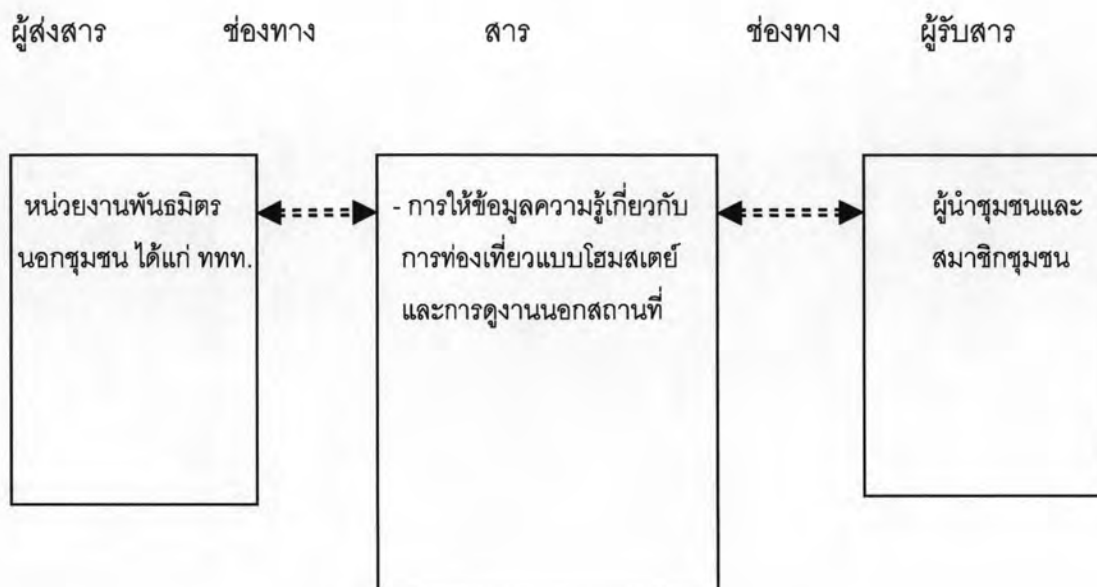 ผู้ส่งสาร ช่องทาง สาร ช่องทาง ผู้รับสาร
หน่วยงานพันธมิตร
นอกชุมชน ได้แก่ ททท.
- การให้ข้อมูลความรู้เกี่ยวกับ
การท่องเที่ยวแบบโฮมสเตย์
และการดูงานนอกสถานที่
ผู้นำชุมชนและ
สมาชิกชุมชน